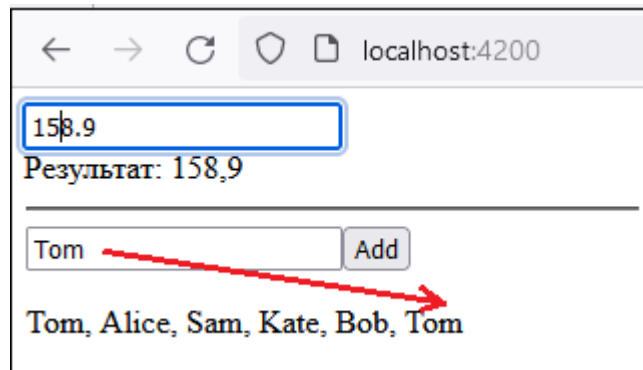 localhost:4200
158.9
Результат: 158,9
Tom Add
Tom, Alice, Sam, Kate, Bob, Tom